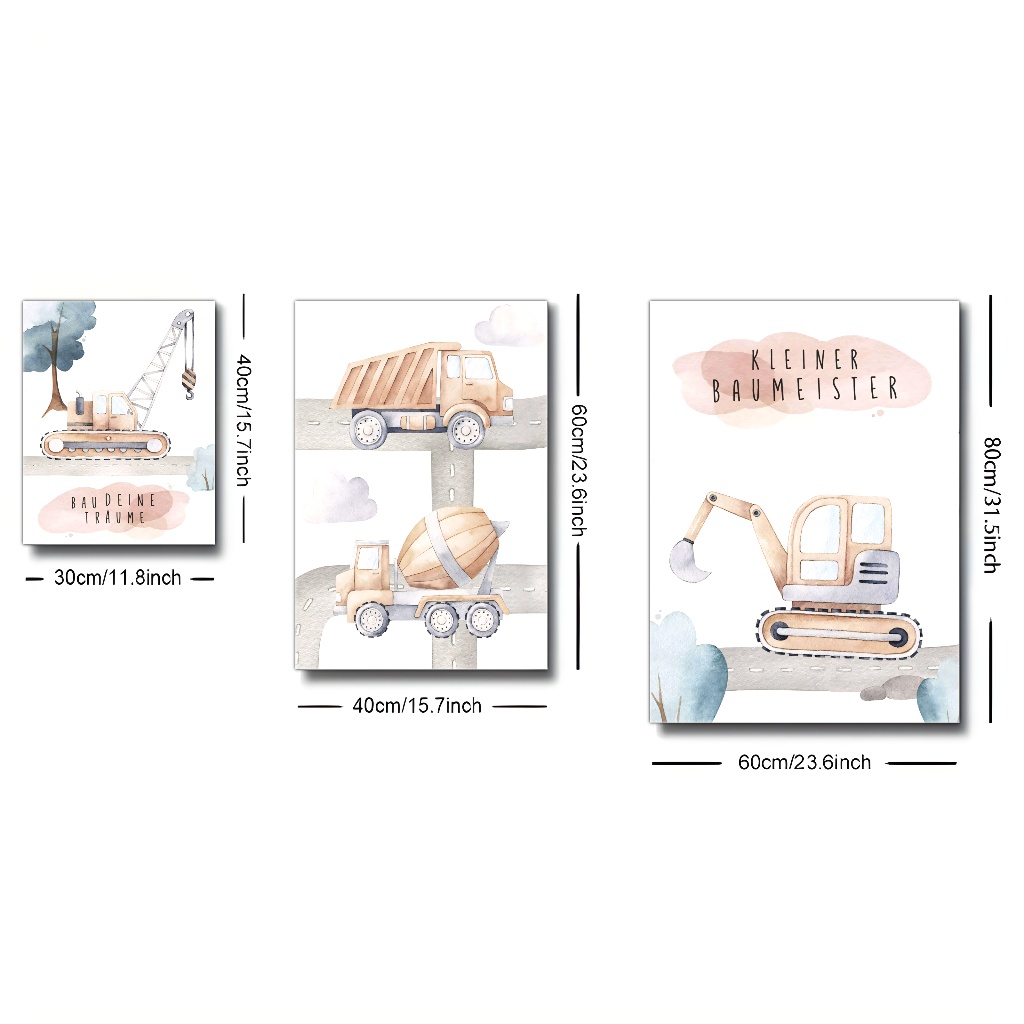 BAU DEINE
TRÄUME
40cm/15.7inch
30cm/11.8inch
60cm/23.6inch
40cm/15.7inch
KLEINER
BAUMEISTER
80cm/31.5inch
60cm/23.6inch